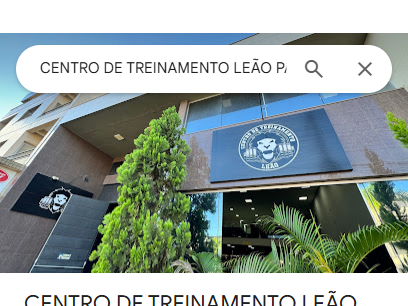 CENTRO DE TREINAMENTO LEÃO PA
CENTRO DE TREINAMENTO
LEÃO
CENTRO DE TREINAMENTO LEÃO